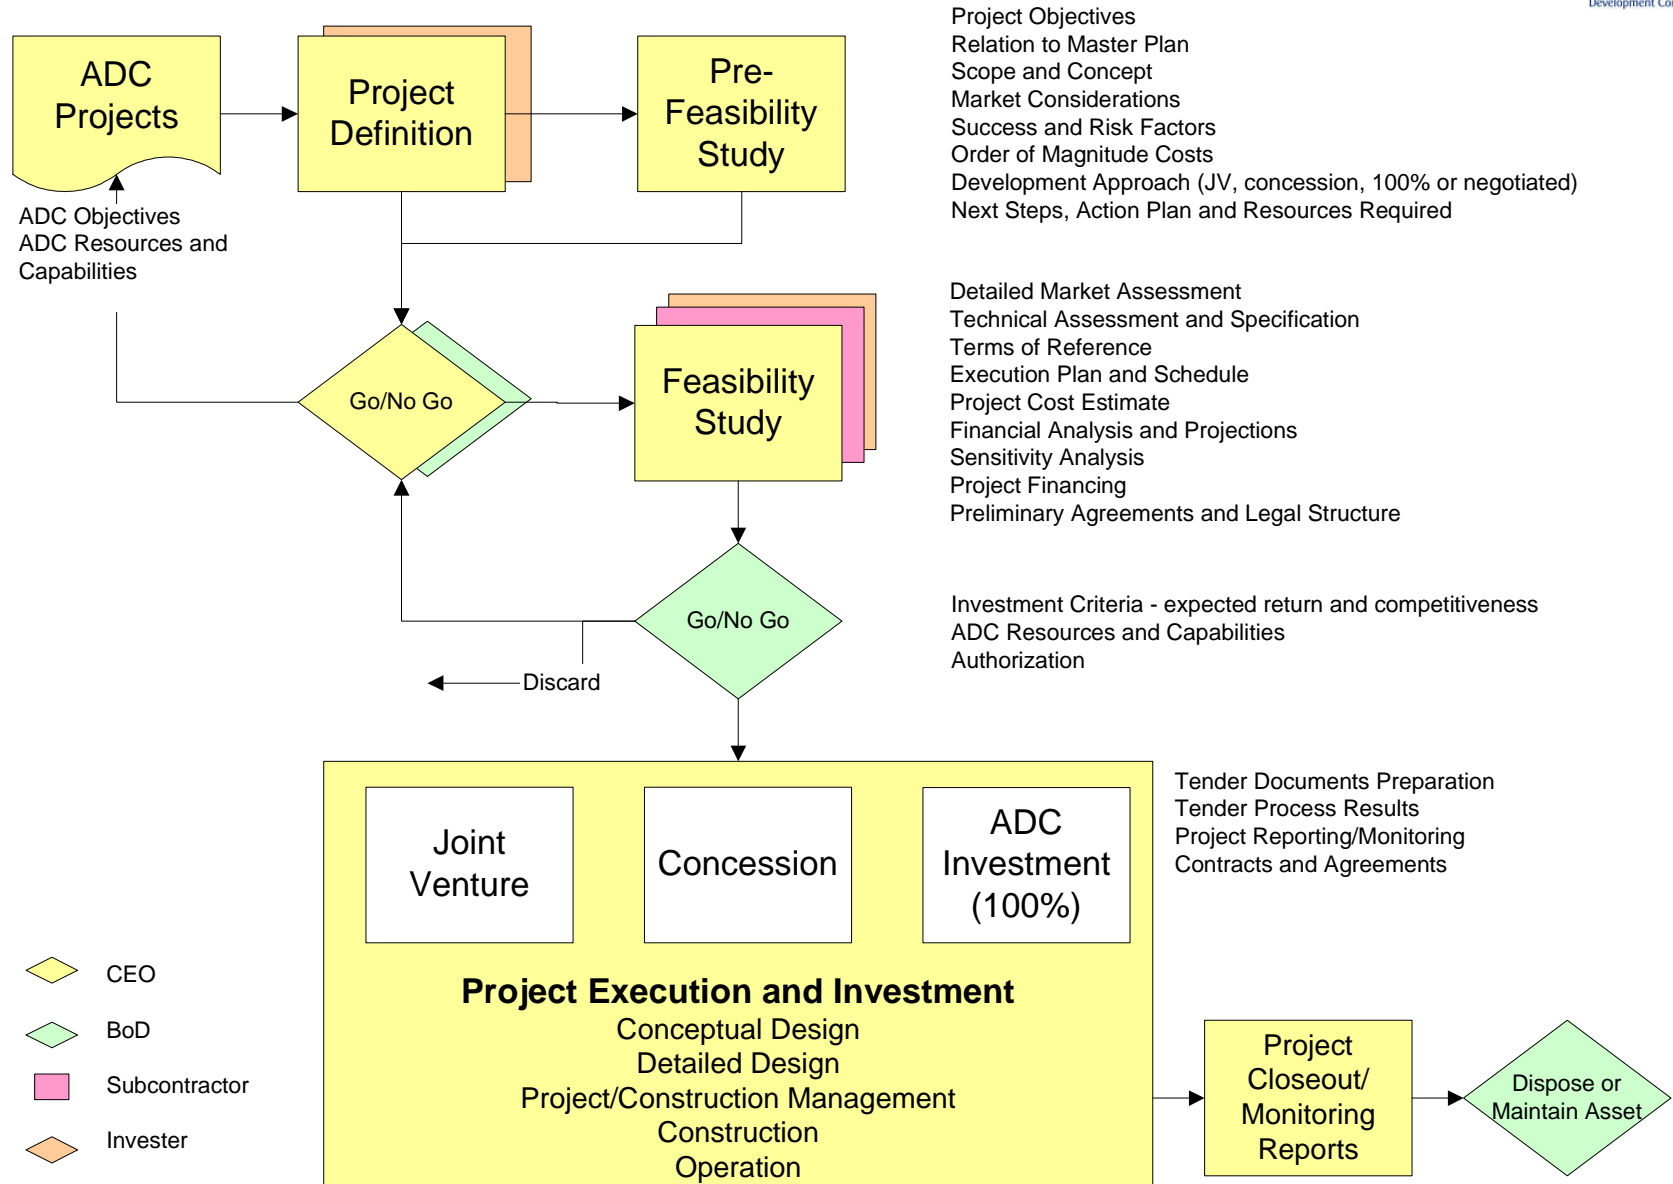 Development Co
Project Objectives
Relation to Master Plan
Scope and Concept
Market Considerations
Success and Risk Factors
Order of Magnitude Costs
Development Approach (JV, concession, 100% or negotiated)
Next Steps, Action Plan and Resources Required
ADC
Projects
Project
Definition
Pre-
Feasibility
Study
ADC Objectives
ADC Resources and
Capabilities
Detailed Market Assessment
Technical Assessment and Specification
Terms of Reference
Execution Plan and Schedule
Project Cost Estimate
Financial Analysis and Projections
Sensitivity Analysis
Project Financing
Preliminary Agreements and Legal Structure
Go/No Go
Feasibility
Study
Go/No Go
Discard
Investment Criteria - expected return and competitiveness
ADC Resources and Capabilities
Authorization
Joint
Venture
Concession
ADC
Investment
(100%)
Tender Documents Preparation
Tender Process Results
Project Reporting/Monitoring
Contracts and Agreements
Project Execution and Investment
Conceptual Design
Detailed Design
Project/Construction Management
Construction
Operation
CEO
BoD
Subcontractor
Invester
Project
Closeout/
Monitoring
Reports
Dispose or
Maintain Asset